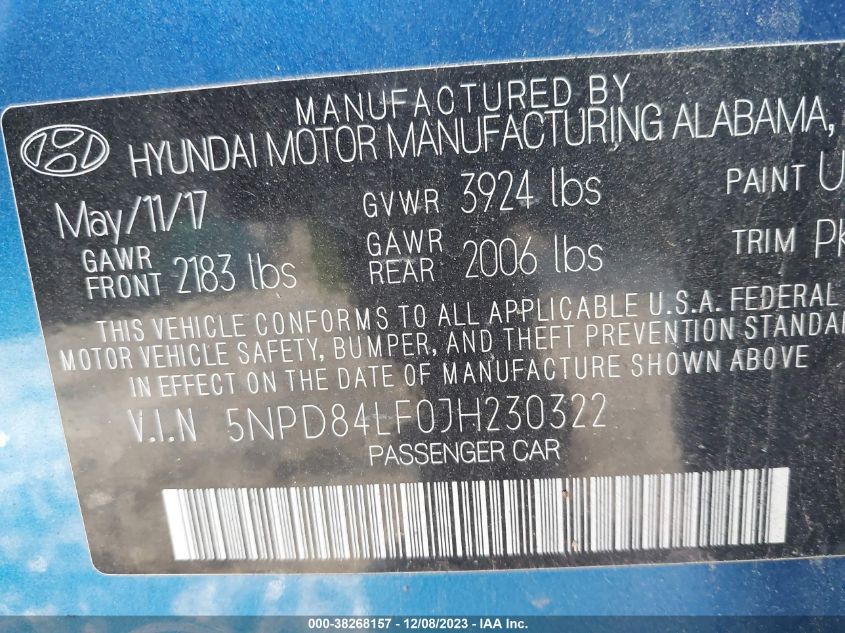 MANUFACTURED BY
HYUNDAI MOTOR MANUFACTURING ALABAMA,
May/11/17 GVWR 3924 lbs PAINT U
GAWR FRONT 2183 lbs GAWR REAR 2006 lbs TRIM PK
THIS VEHICLE CONFORMS TO ALL APPLICABLE U.S.A. FEDERAL
MOTOR VEHICLE SAFETY, BUMPER, AND THEFT PREVENTION STANDA
IN EFFECT ON THE DATE OF MANUFACTURE SHOWN ABOVE
V.I.N 5NPD84LF0JH230322
PASSENGER CAR
000-38268157 - 12/08/2023 - IAA Inc.